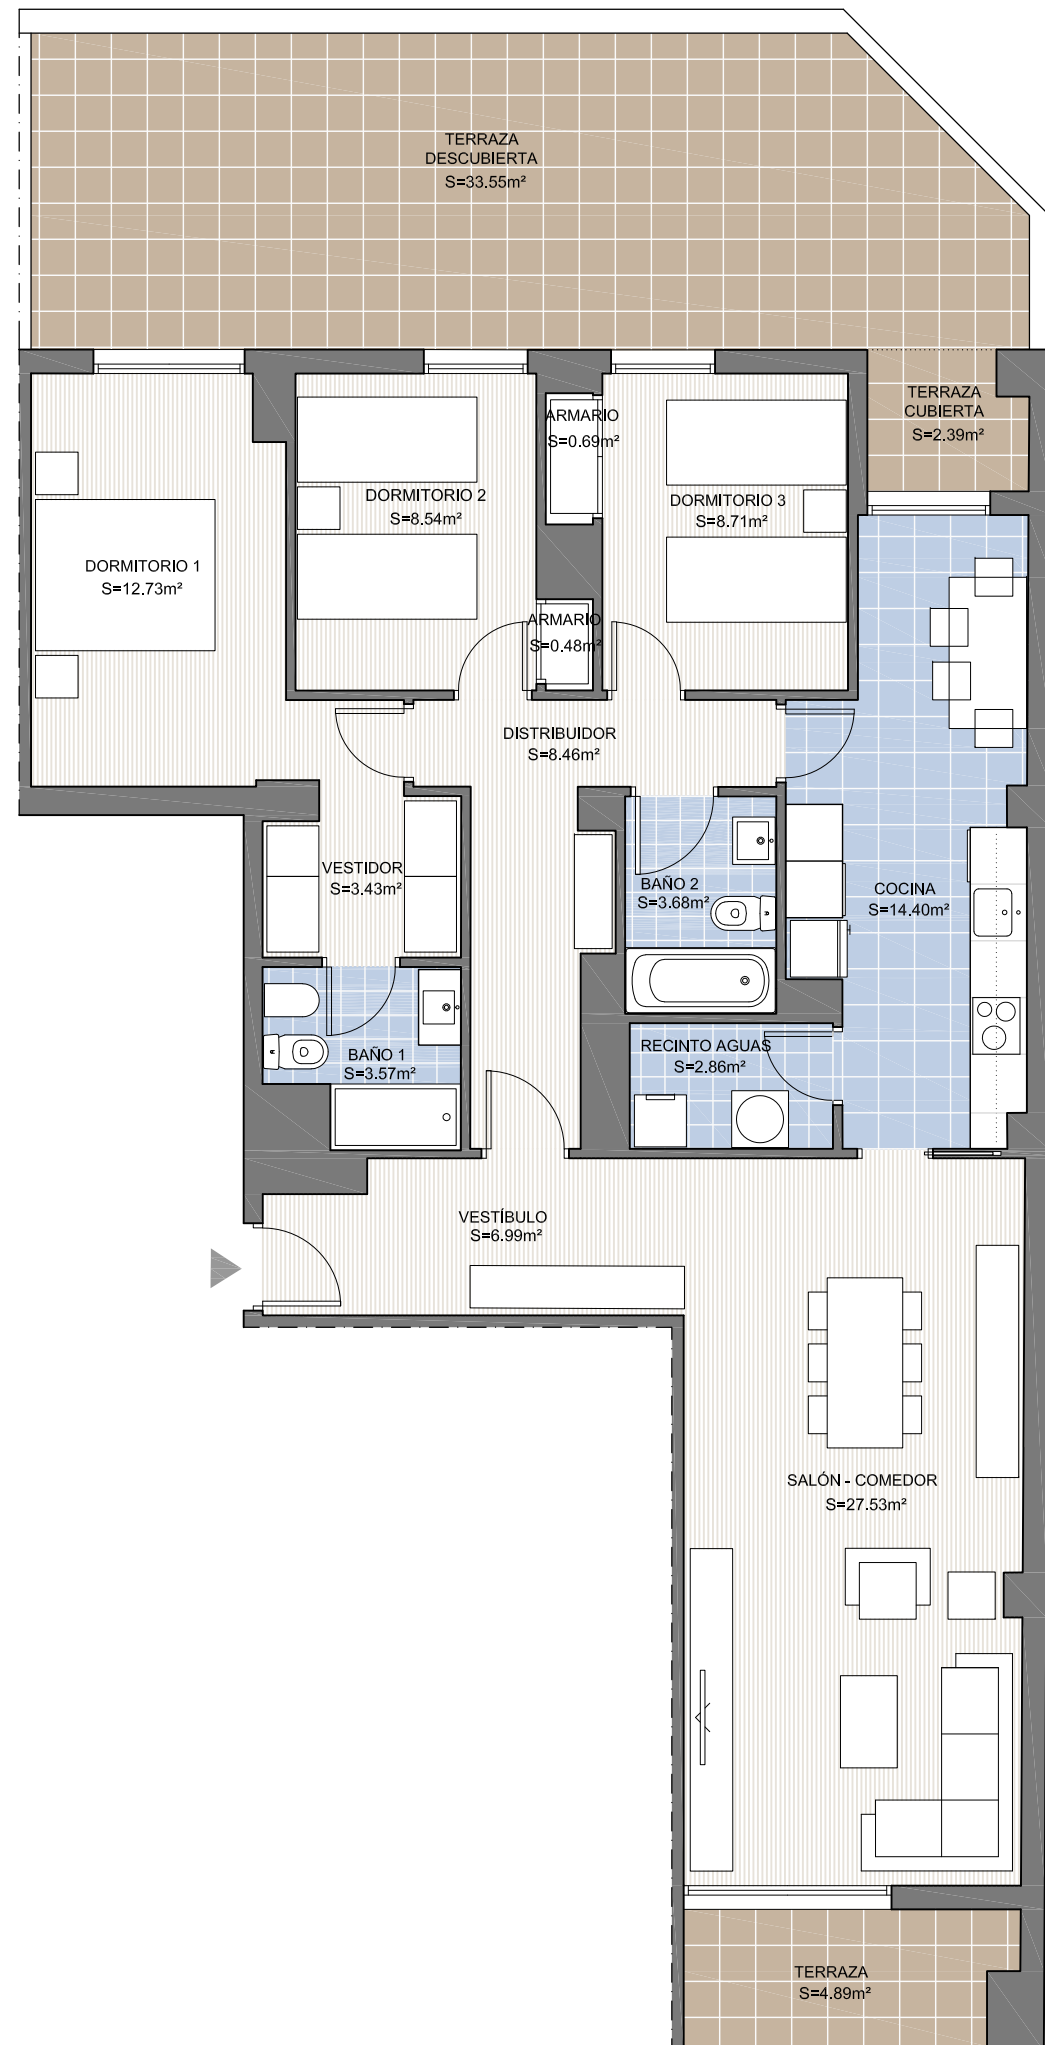 TERRAZA
DESCUBIERTA
S=33.55m²
TERRAZA
CUBIERTA
S=2.39m²
ARMARIO
S=0.69m²
DORMITORIO 2
S=8.54m²
DORMITORIO 3
S=8.71m²
DORMITORIO 1
S=12.73m²
ARMARIO
S=0.48m²
DISTRIBUIDOR
S=8.46m²
VESTIDOR
S=3.43m²
BAÑO 2
S=3.68m²
COCINA
S=14.40m²
BAÑO 1
S=3.57m²
RECINTO AGUAS
S=2.86m²
VESTÍBULO
S=6.99m²
SALÓN - COMEDOR
S=27.53m²
TERRAZA
S=4.89m²